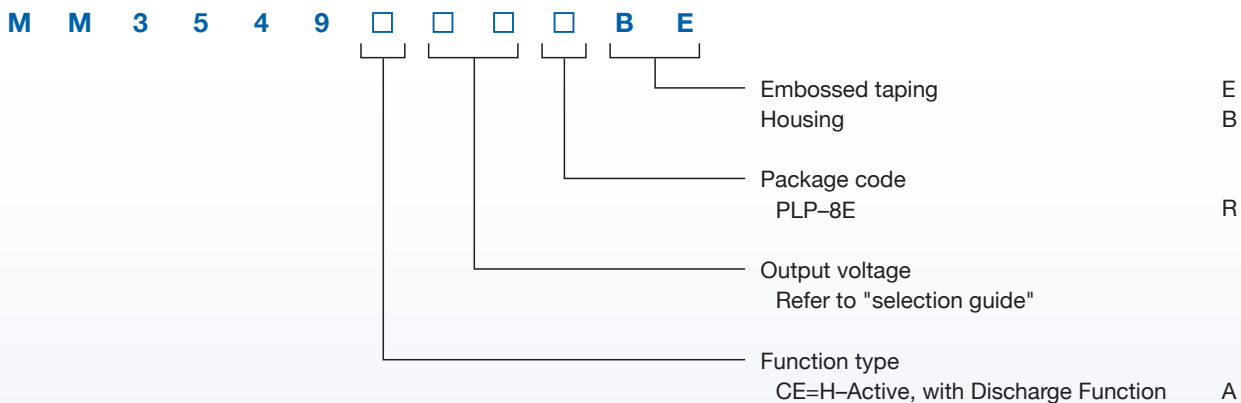 M M 3 5 4 9 □ □ □ □ B E
Embossed taping E
Housing B
Package code
PLP–8E R
Output voltage
Refer to "selection guide"
Function type
CE=H–Active, with Discharge Function A